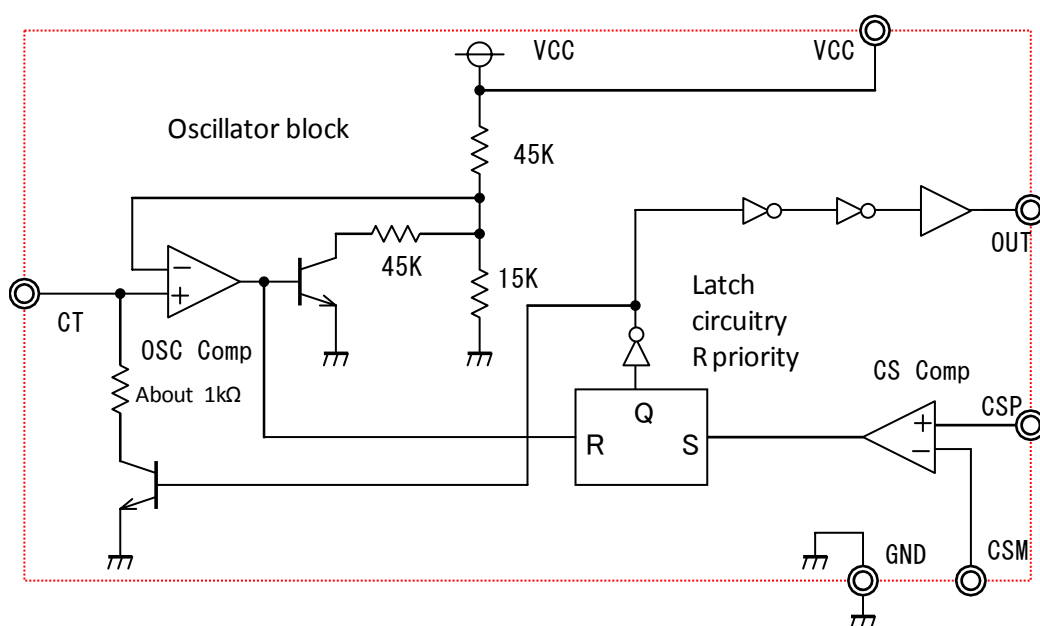 VCC
VCC
Oscillator block
45K
OUT
45K
15K
Latch
circuitry
R priority
−
+
CT
OSC Comp
CS Comp
About 1kΩ
CSP
Q
+
R
S
−
GND
CSM